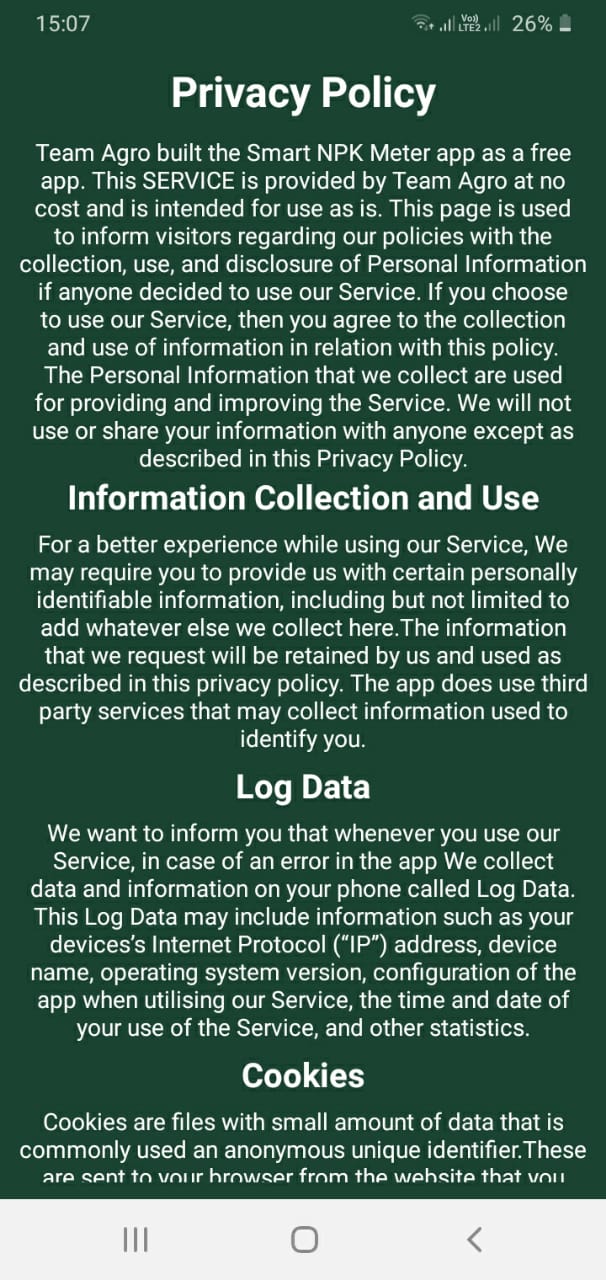 15:07
Vo)) LTE2 26%
Privacy Policy
Team Agro built the Smart NPK Meter app as a free
app. This SERVICE is provided by Team Agro at no
cost and is intended for use as is. This page is used
to inform visitors regarding our policies with the
collection, use, and disclosure of Personal Information
if anyone decided to use our Service. If you choose
to use our Service, then you agree to the collection
and use of information in relation with this policy.
The Personal Information that we collect are used
for providing and improving the Service. We will not
use or share your information with anyone except as
described in this Privacy Policy.
Information Collection and Use
For a better experience while using our Service, We
may require you to provide us with certain personally
identifiable information, including but not limited to
add whatever else we collect here.The information
that we request will be retained by us and used as
described in this privacy policy. The app does use third
party services that may collect information used to
identify you.
Log Data
We want to inform you that whenever you use our
Service, in case of an error in the app We collect
data and information on your phone called Log Data.
This Log Data may include information such as your
devices’s Internet Protocol (“IP”) address, device
name, operating system version, configuration of the
app when utilising our Service, the time and date of
your use of the Service, and other statistics.
Cookies
Cookies are files with small amount of data that is
commonly used an anonymous unique identifier.These
are sent to your browser from the website that you